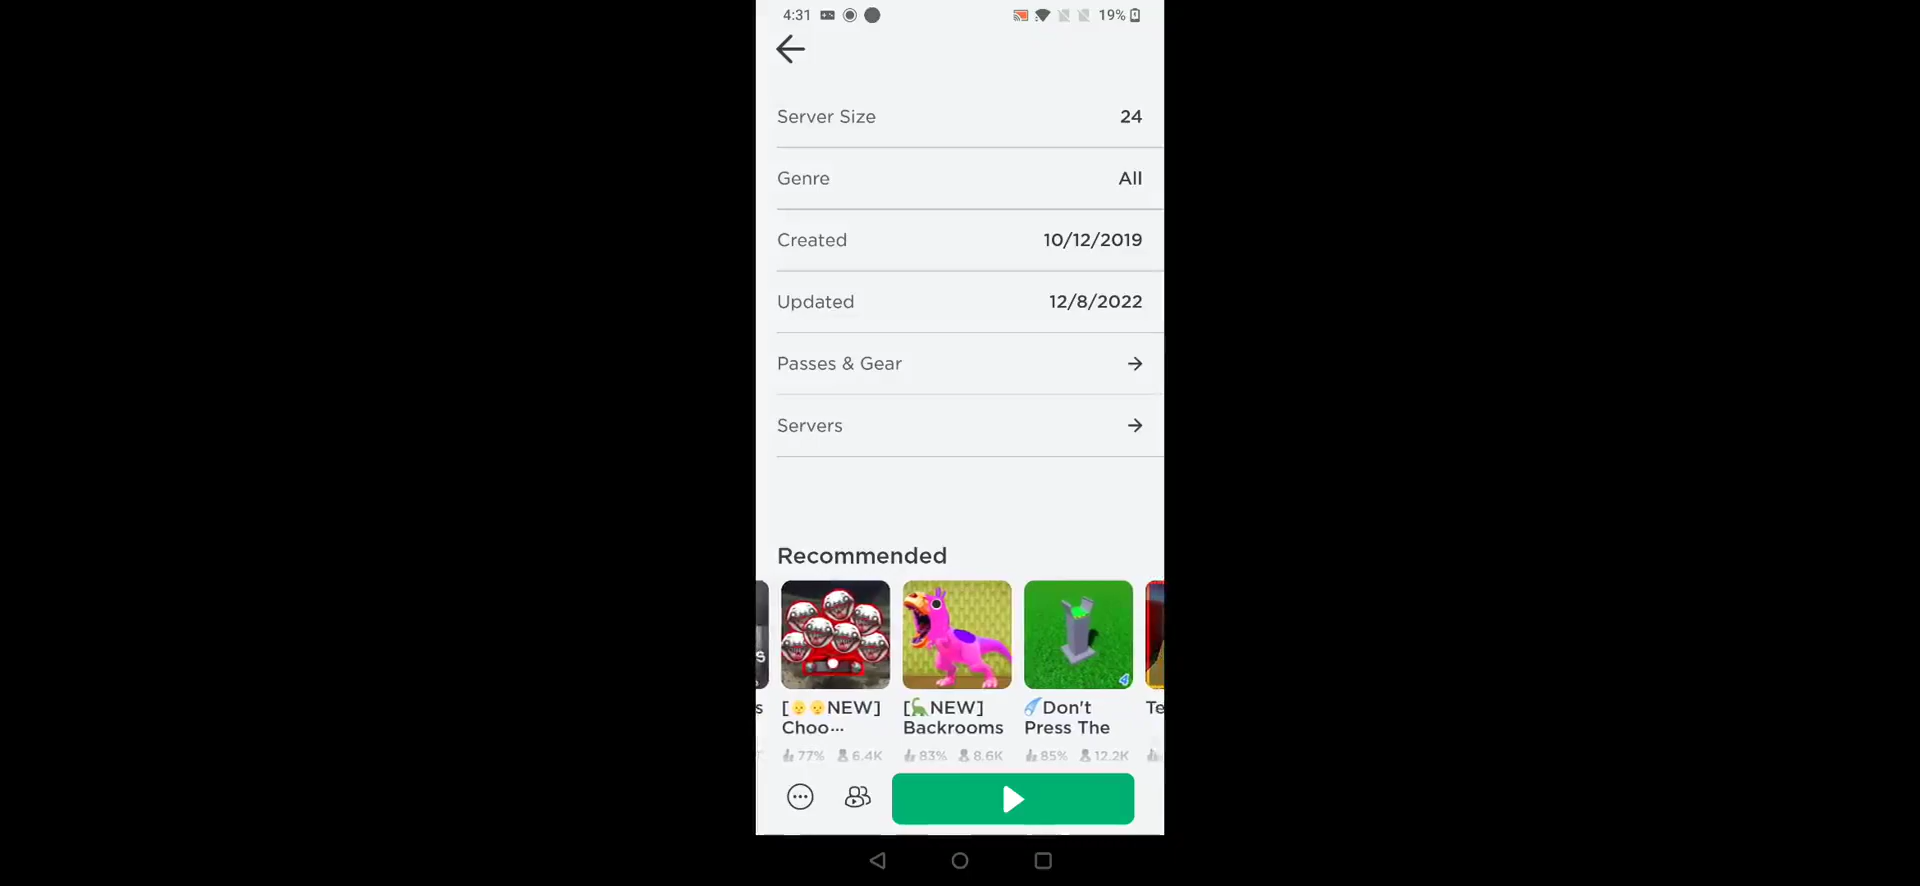 4:31
19%
Server Size 24
Genre All
Created 10/12/2019
Updated 12/8/2022
Passes & Gear
Servers
Recommended
4
s [👴👴NEW] [🦕NEW] ☄️Don't Te
Choo··· Backrooms Press The
77% 6.4K 83% 8.6K 85% 12.2K